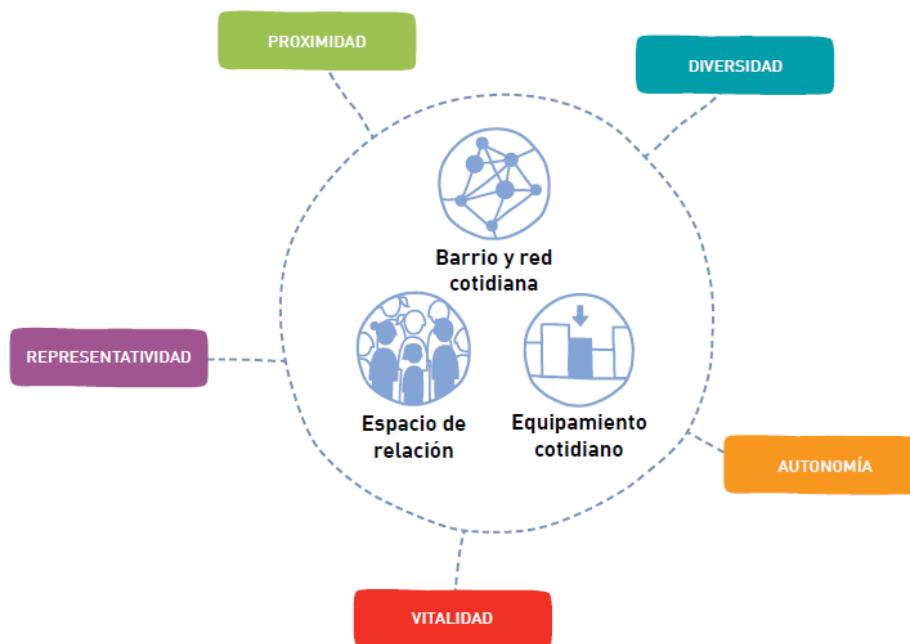 PROXIMIDAD
DIVERSIDAD
Barrio y red
cotidiana
REPRESENTATIVIDAD
Espacio de
relación
Equipamiento
cotidiano
AUTONOMÍA
VITALIDAD